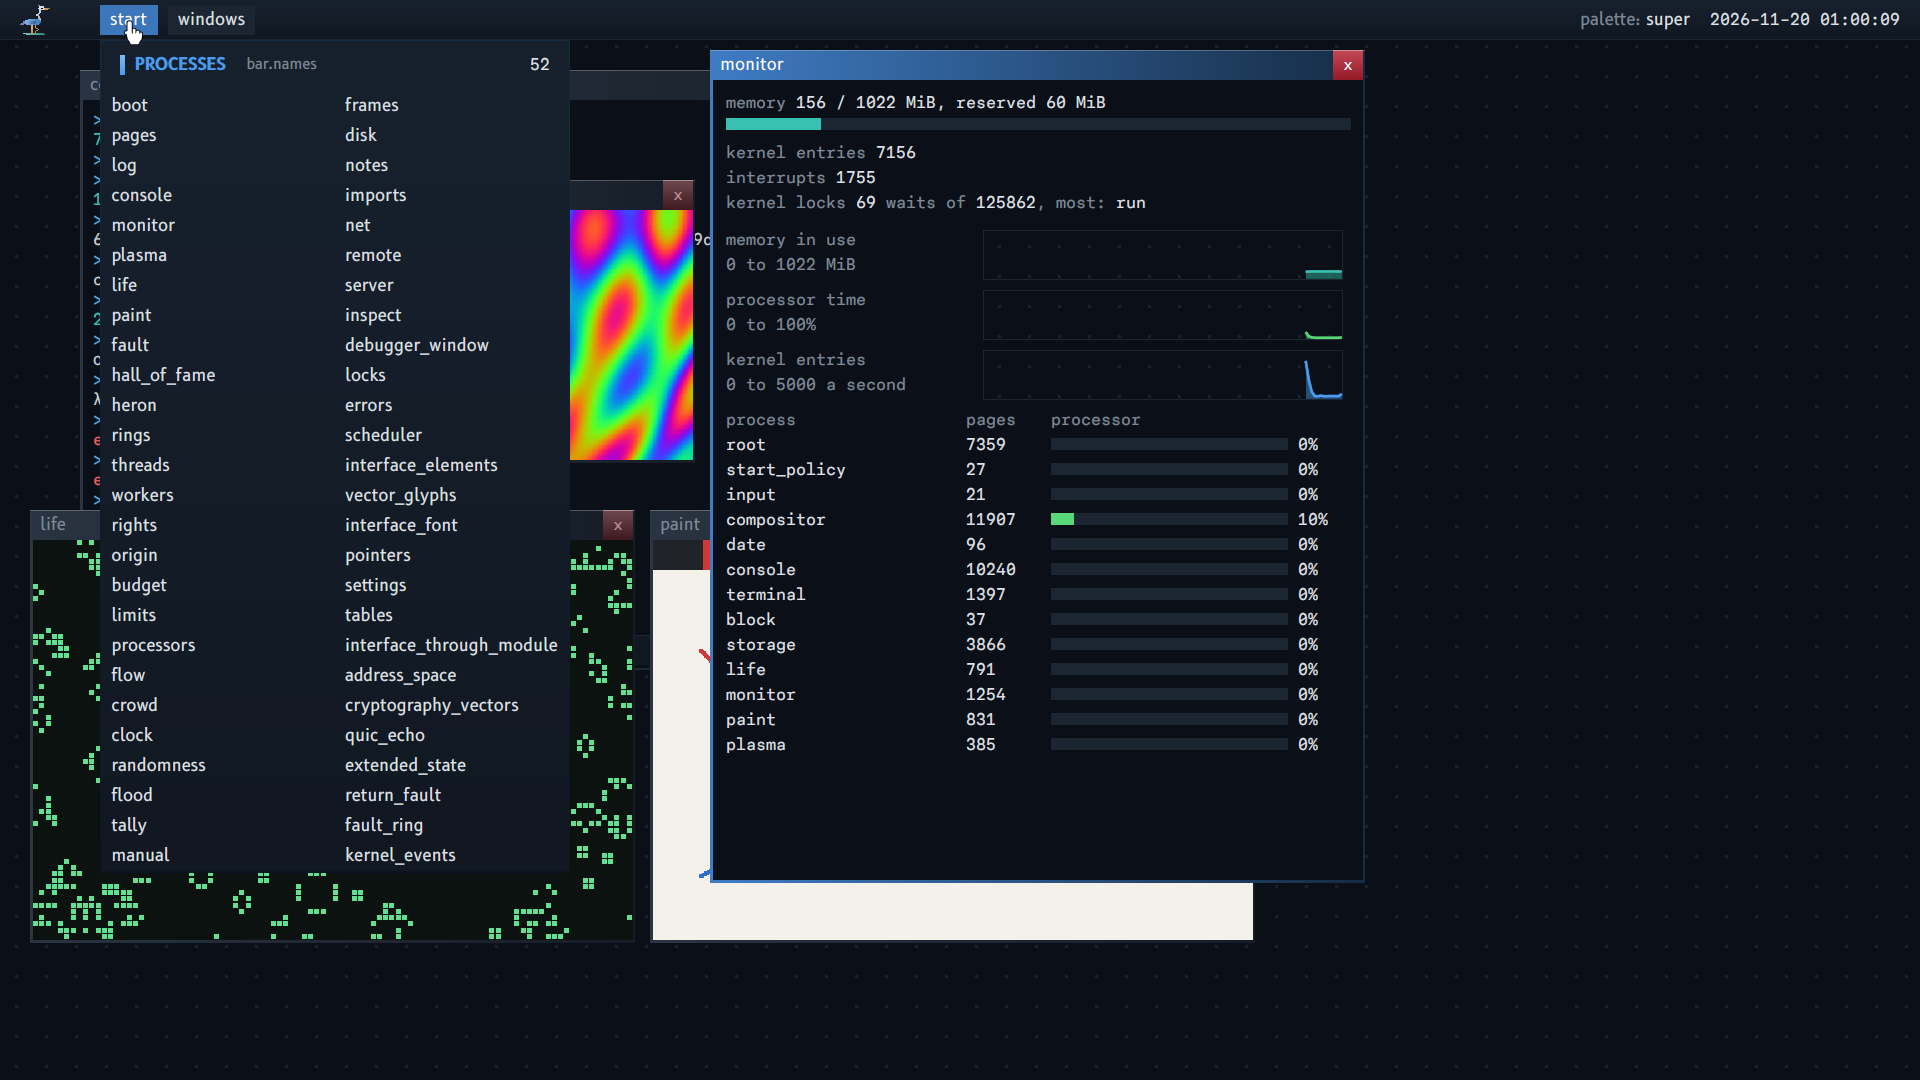 start windows palette: super 2026-11-20 01:00:09
PROCESSES bar.names 52
boot frames
pages disk
log notes
console imports
monitor net
plasma remote
life server
paint inspect
fault debugger_window
hall_of_fame locks
heron errors
rings scheduler
threads interface_elements
workers vector_glyphs
rights interface_font
origin pointers
budget settings
limits tables
processors interface_through_module
flow address_space
crowd cryptography_vectors
clock quic_echo
randomness extended_state
flood return_fault
tally fault_ring
manual kernel_events
x
life x
paint
monitor x
memory 156 / 1022 MiB, reserved 60 MiB
kernel entries 7156
interrupts 1755
kernel locks 69 waits of 125862, most: run
memory in use
0 to 1022 MiB
processor time
0 to 100%
kernel entries
0 to 5000 a second
process pages processor
root 7359 0%
start_policy 27 0%
input 21 0%
compositor 11907 10%
date 96 0%
console 10240 0%
terminal 1397 0%
block 37 0%
storage 3866 0%
life 791 0%
monitor 1254 0%
paint 831 0%
plasma 385 0%